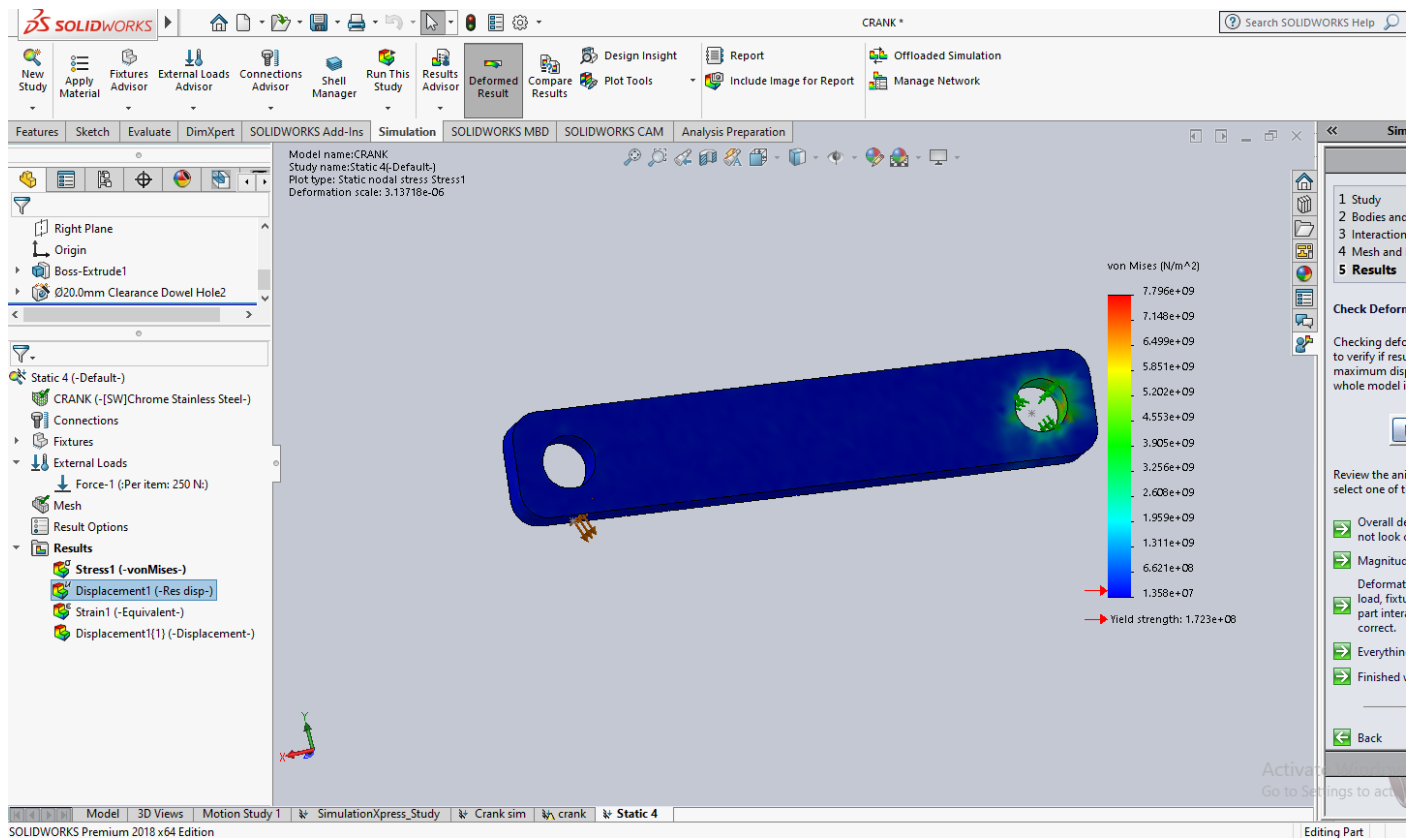 SOLIDWORKS
CRANK *
Search SOLIDWORKS Help
New Study
Apply Material
Fixtures Advisor
External Loads Advisor
Connections Advisor
Shell Manager
Run This Study
Results Advisor
Deformed Result
Compare Results
Design Insight
Plot Tools
Report
Include Image for Report
Offloaded Simulation
Manage Network
Features
Sketch
Evaluate
DimXpert
SOLIDWORKS Add-Ins
Simulation
SOLIDWORKS MBD
SOLIDWORKS CAM
Analysis Preparation
Right Plane
Origin
Boss-Extrude1
Ø20.0mm Clearance Dowel Hole2
Static 4 (-Default-)
CRANK (-[SW]Chrome Stainless Steel-)
Connections
Fixtures
External Loads
Force-1 (:Per item: 250 N:)
Mesh
Result Options
Results
Stress1 (-vonMises-)
Displacement1 (-Res disp-)
Strain1 (-Equivalent-)
Displacement1{1} (-Displacement-)
Model name:CRANK
Study name:Static 4(-Default-)
Plot type: Static nodal stress Stress1
Deformation scale: 3.13718e-06
von Mises (N/m^2)
7.796e+09
7.148e+09
6.499e+09
5.851e+09
5.202e+09
4.553e+09
3.905e+09
3.256e+09
2.608e+09
1.959e+09
1.311e+09
6.621e+08
1.358e+07
Yield strength: 1.723e+08
Y
X
Sim
1 Study
2 Bodies and
3 Interaction
4 Mesh and
5 Results
Check Deforn
Checking defo
to verify if resu
maximum disp
whole model i
Review the ani
select one of t
Overall de
not look c
Magnitud
Deformat
load, fixtu
part intera
correct.
Everythin
Finished v
Back
Activate Windows
Go to Settings to acti
Model
3D Views
Motion Study 1
SimulationXpress_Study
Crank sim
crank
Static 4
SOLIDWORKS Premium 2018 x64 Edition
Editing Part